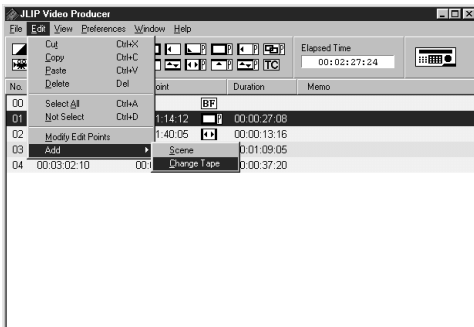 JLIP Video Producer
File Edit View Preferences Window Help
Cut Ctrl+X
Copy Ctrl+C
Paste Ctrl+V
Delete Del
Select All Ctrl+A
Not Select Ctrl+D
Modify Edit Points
Add
Scene
Change Tape
P P P P
P P P TC
Elapsed Time
00:02:27:24
No. oint Duration Memo
00 BF
01 1:14:12 P 00:00:27:08
02 1:40:05 00:00:13:16
03 0:01:09:05
04 00:03:02:10 00: 0:00:37:20